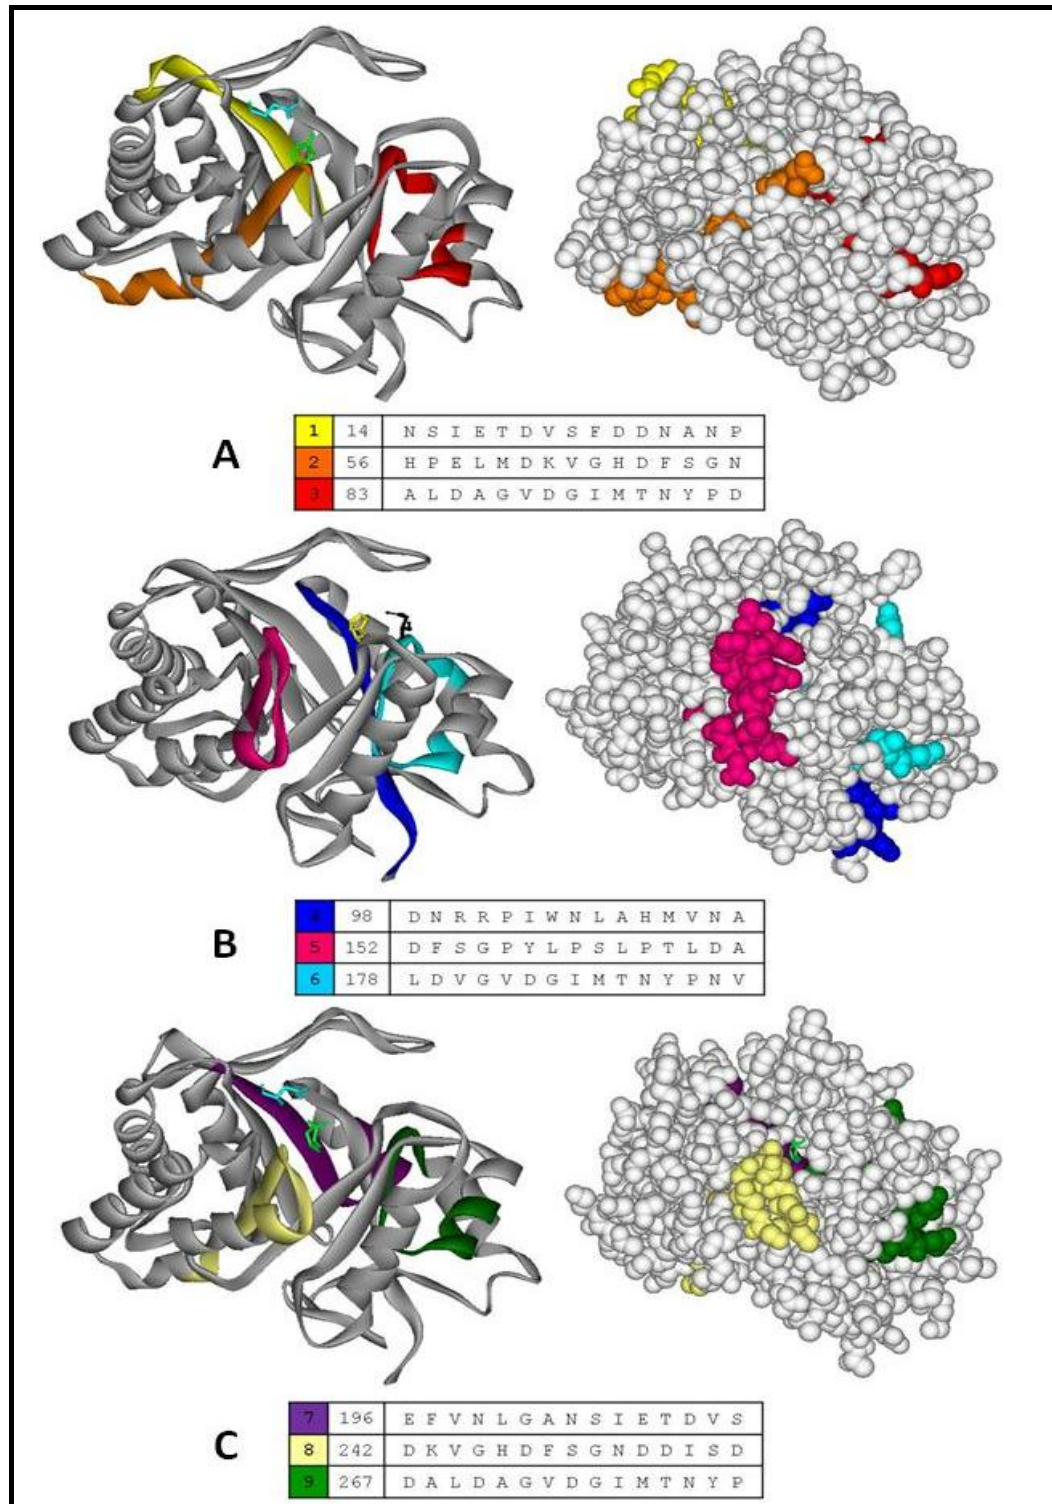 A
1 14 N S I E T D V S F D D N A N P
2 56 H P E L M D K V G H D F S G N
3 83 A L D A G V D G I M T N Y P D
B
4 98 D N R R P I W N L A H M V N A
5 152 D F S G P Y L P S L P T L D A
6 178 L D V G V D G I M T N Y P N V
C
7 196 E F V N L G A N S I E T D V S
8 242 D K V G H D F S G N D D I S D
9 267 D A L D A G V D G I M T N Y P